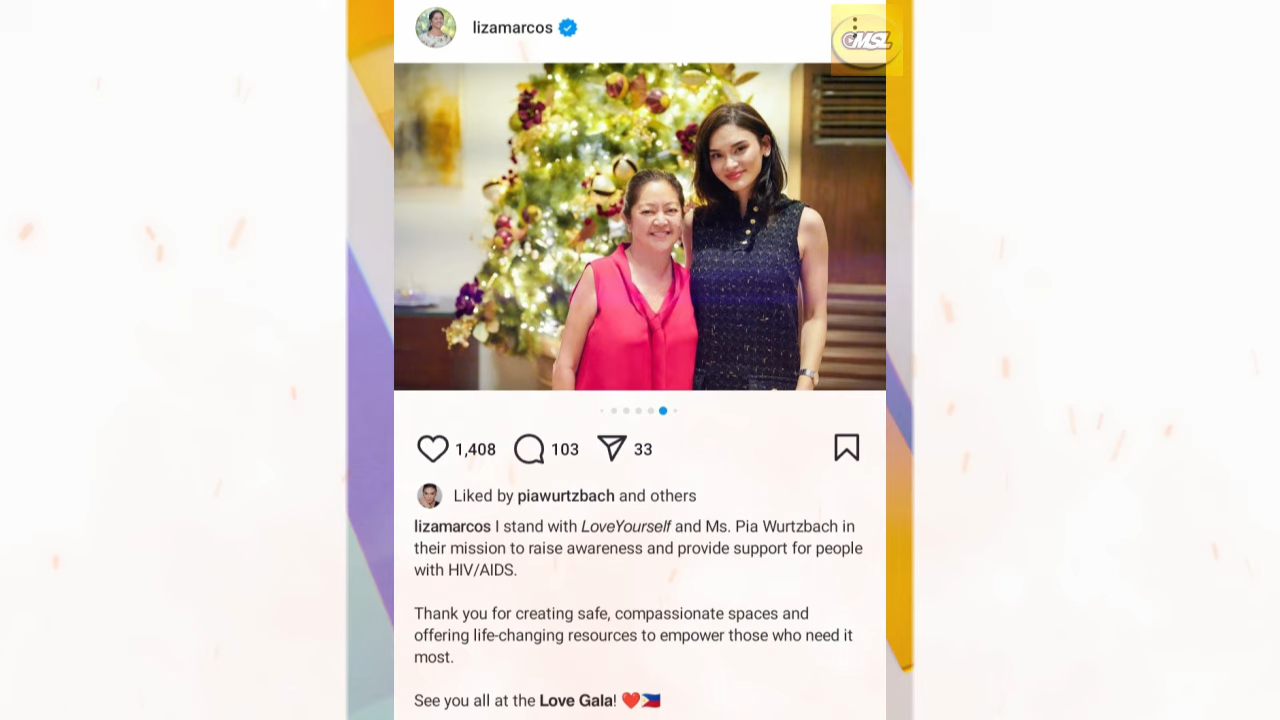 lizamarcos
CMSL
1,408 103 33
Liked by piawurtzbach and others
lizamarcos I stand with LoveYourself and Ms. Pia Wurtzbach in
their mission to raise awareness and provide support for people
with HIV/AIDS.
Thank you for creating safe, compassionate spaces and
offering life-changing resources to empower those who need it
most.
See you all at the Love Gala! ❤️🇵🇭